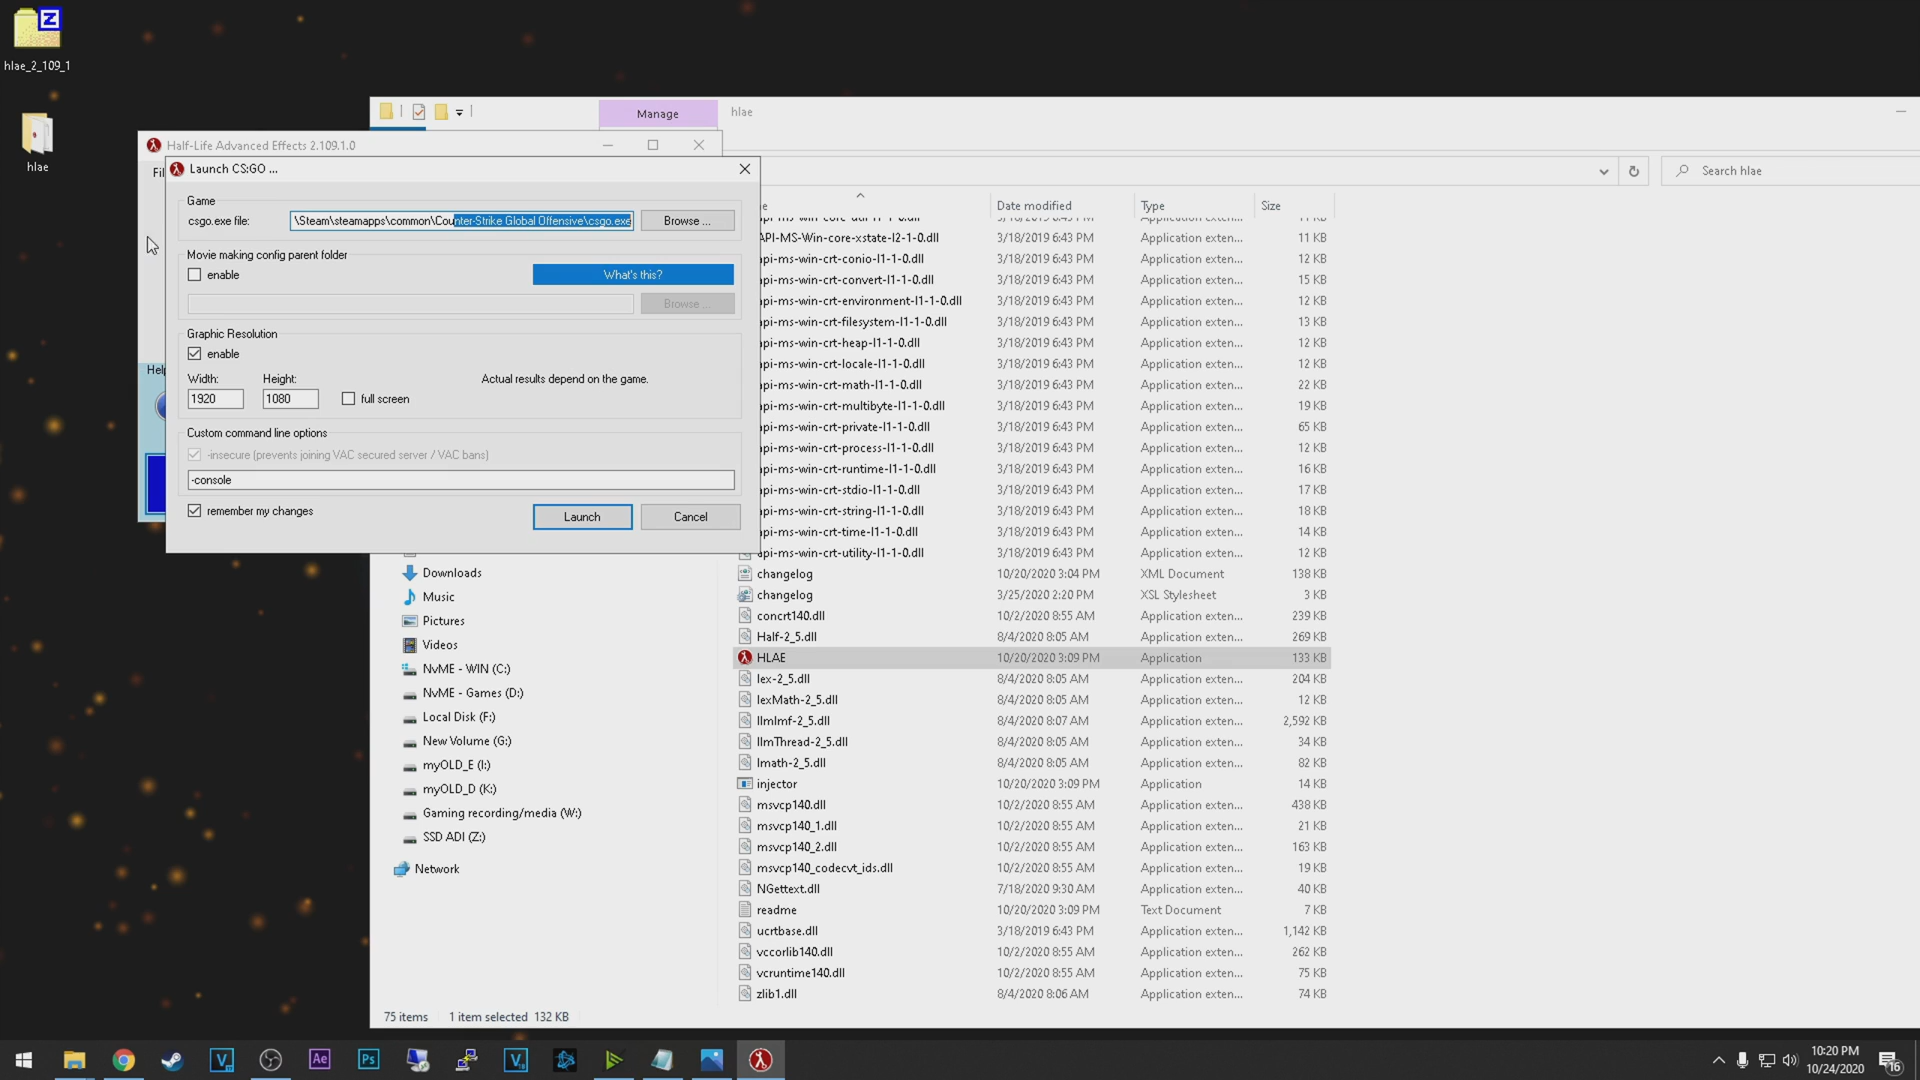 hlae_2_109_1
hlae
Manage
hlae
Half-Life Advanced Effects 2.109.1.0
Fil
Launch CS:GO ...
Search hlae
Game
csgo.exe file:
\Steam\steamapps\common\Counter-Strike Global Offensive\csgo.exe
Browse ...
Movie making config parent folder
enable
What's this?
Browse ...
Graphic Resolution
enable
Width:
Height:
Actual results depend on the game.
1920
1080
full screen
Custom command line options
-insecure (prevents joining VAC secured server / VAC bans)
-console
remember my changes
Launch
Cancel
Help
Date modified
Type
Size
API-MS-Win-core-xstate-l2-1-0.dll 3/18/2019 6:43 PM Application exten... 11 KB
api-ms-win-crt-conio-l1-1-0.dll 3/18/2019 6:43 PM Application exten... 12 KB
api-ms-win-crt-convert-l1-1-0.dll 3/18/2019 6:43 PM Application exten... 15 KB
api-ms-win-crt-environment-l1-1-0.dll 3/18/2019 6:43 PM Application exten... 12 KB
api-ms-win-crt-filesystem-l1-1-0.dll 3/18/2019 6:43 PM Application exten... 13 KB
api-ms-win-crt-heap-l1-1-0.dll 3/18/2019 6:43 PM Application exten... 12 KB
api-ms-win-crt-locale-l1-1-0.dll 3/18/2019 6:43 PM Application exten... 12 KB
api-ms-win-crt-math-l1-1-0.dll 3/18/2019 6:43 PM Application exten... 22 KB
api-ms-win-crt-multibyte-l1-1-0.dll 3/18/2019 6:43 PM Application exten... 19 KB
api-ms-win-crt-private-l1-1-0.dll 3/18/2019 6:43 PM Application exten... 65 KB
api-ms-win-crt-process-l1-1-0.dll 3/18/2019 6:43 PM Application exten... 12 KB
api-ms-win-crt-runtime-l1-1-0.dll 3/18/2019 6:43 PM Application exten... 16 KB
api-ms-win-crt-stdio-l1-1-0.dll 3/18/2019 6:43 PM Application exten... 17 KB
api-ms-win-crt-string-l1-1-0.dll 3/18/2019 6:43 PM Application exten... 18 KB
api-ms-win-crt-time-l1-1-0.dll 3/18/2019 6:43 PM Application exten... 14 KB
api-ms-win-crt-utility-l1-1-0.dll 3/18/2019 6:43 PM Application exten... 12 KB
changelog 10/20/2020 3:04 PM XML Document 138 KB
changelog 3/25/2020 2:20 PM XSL Stylesheet 3 KB
concrt140.dll 10/2/2020 8:55 AM Application exten... 239 KB
Half-2_5.dll 8/4/2020 8:05 AM Application exten... 269 KB
HLAE 10/20/2020 3:09 PM Application 133 KB
Iex-2_5.dll 8/4/2020 8:05 AM Application exten... 204 KB
IexMath-2_5.dll 8/4/2020 8:05 AM Application exten... 12 KB
IlmImf-2_5.dll 8/4/2020 8:07 AM Application exten... 2,592 KB
IlmThread-2_5.dll 8/4/2020 8:05 AM Application exten... 34 KB
Imath-2_5.dll 8/4/2020 8:05 AM Application exten... 82 KB
injector 10/20/2020 3:09 PM Application 14 KB
msvcp140.dll 10/2/2020 8:55 AM Application exten... 438 KB
msvcp140_1.dll 10/2/2020 8:55 AM Application exten... 21 KB
msvcp140_2.dll 10/2/2020 8:55 AM Application exten... 163 KB
msvcp140_codecvt_ids.dll 10/2/2020 8:55 AM Application exten... 19 KB
NGettext.dll 7/18/2020 9:30 AM Application exten... 40 KB
readme 10/20/2020 3:09 PM Text Document 7 KB
ucrtbase.dll 3/18/2019 6:43 PM Application exten... 1,142 KB
vccorlib140.dll 10/2/2020 8:55 AM Application exten... 262 KB
vcruntime140.dll 10/2/2020 8:55 AM Application exten... 75 KB
zlib1.dll 8/4/2020 8:06 AM Application exten... 74 KB
Downloads
Music
Pictures
Videos
NvME - WIN (C:)
NvME - Games (D:)
Local Disk (F:)
New Volume (G:)
myOLD_E (I:)
myOLD_D (K:)
Gaming recording/media (W:)
SSD ADI (Z:)
Network
75 items
1 item selected 132 KB
Ae
Ps
10:20 PM
10/24/2020
16